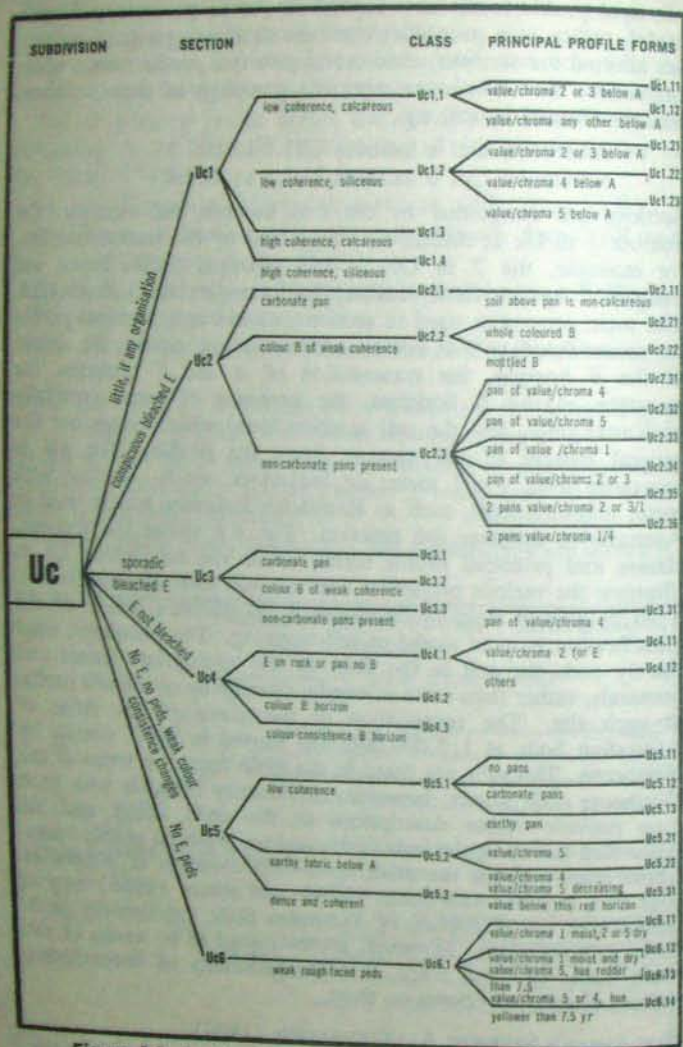 SUBDIVISION SECTION CLASS PRINCIPAL PROFILE FORMS
Uc1.11
value/chroma 2 or 3 below A
low coherence, calcareous Uc1.1
Uc1.12
value/chroma any other below A
Uc1.21
value/chroma 2 or 3 below A
Uc1 Uc1.2 Uc1.22
low coherence, siliceous value/chroma 4 below A
Uc1.23
value/chroma 5 below A
Uc1.3
high coherence, calcareous
Uc1.4
high coherence, siliceous
little, if any organisation
Uc2.1 Uc2.11
carbonate pan soil above pan is non-calcareous
Uc2.21
Uc2 Uc2.2 whole coloured B
colour B of weak coherence Uc2.22
mottled B
conspicuous bleached E
Uc2.31
pan of value/chroma 4
Uc2.32
pan of value/chroma 5
Uc2.33
Uc2.3 pan of value/chroma 1
non-carbonate pans present Uc2.34
pan of value/chroma 2 or 3
Uc2.35
2 pans value/chroma 2 or 3/1
Uc2.36
2 pans value/chroma 1/4
Uc
Uc3.1
carbonate pan
sporadic Uc3 Uc3.2
bleached E colour B of weak coherence
Uc3.3 Uc3.31
non-carbonate pans present pan of value/chroma 4
E not bleached
Uc4.11
Uc4.1 value/chroma 2 for E
E on rock or pan no B Uc4.12
Uc4 others
Uc4.2
colour B horizon
Uc4.3
colour-consistence B horizon
No E, no peds, weak colour
consistence changes
Uc5.11
no pans
Uc5.1 Uc5.12
low coherence carbonate pans
Uc5.13
earthy pan
Uc5 Uc5.21
Uc5.2 value/chroma 5
earthy fabric below A Uc5.22
value/chroma 4
dense and coherent value/chroma 5 decreasing Uc5.31
value below this red horizon
No E, peds
Uc6.11
value/chroma 1 moist, 2 or 5 dry
Uc6 Uc6.1 Uc6.12
weak rough-faced peds value/chroma 1 moist and dry
value/chroma 5, hue redder Uc6.13
than 7.5
value/chroma 5 or 4, hue Uc6.14
yellower than 7.5 yr